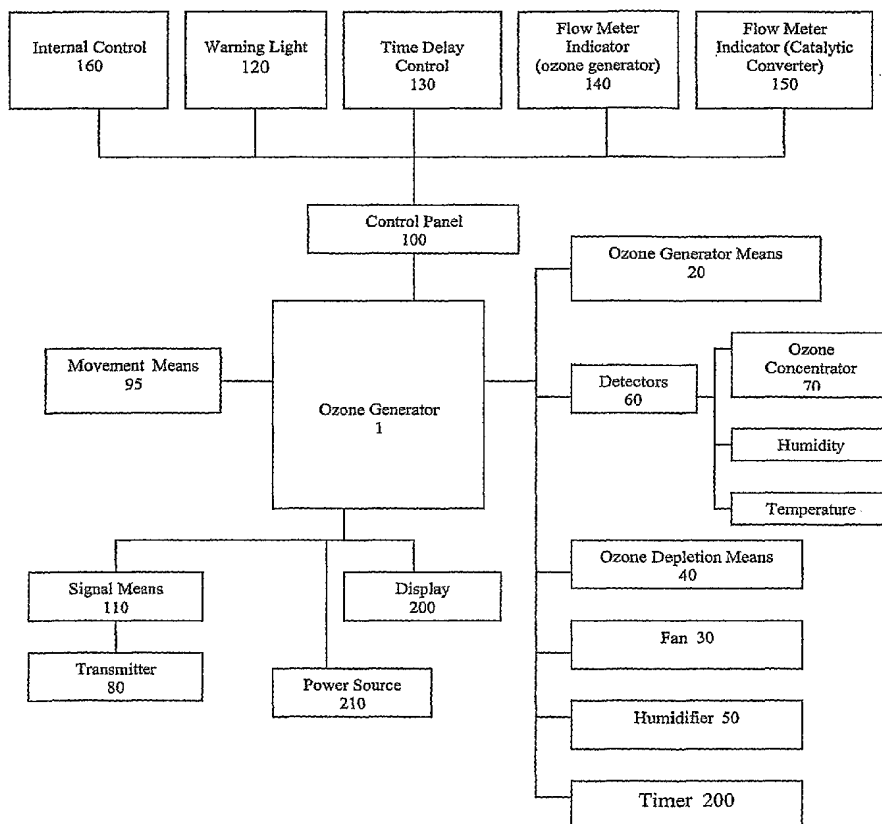 Internal Control
160
Warning Light
120
Time Delay
Control
130
Flow Meter
Indicator
(ozone generator)
140
Flow Meter
Indicator (Catalytic
Converter)
150
Control Panel
100
Ozone Generator Means
20
Movement Means
95
Ozone Generator
1
Detectors
60
Ozone
Concentrator
70
Humidity
Temperature
Signal Means
110
Display
200
Ozone Depletion Means
40
Transmitter
80
Power Source
210
Fan 30
Humidifier 50
Timer 200